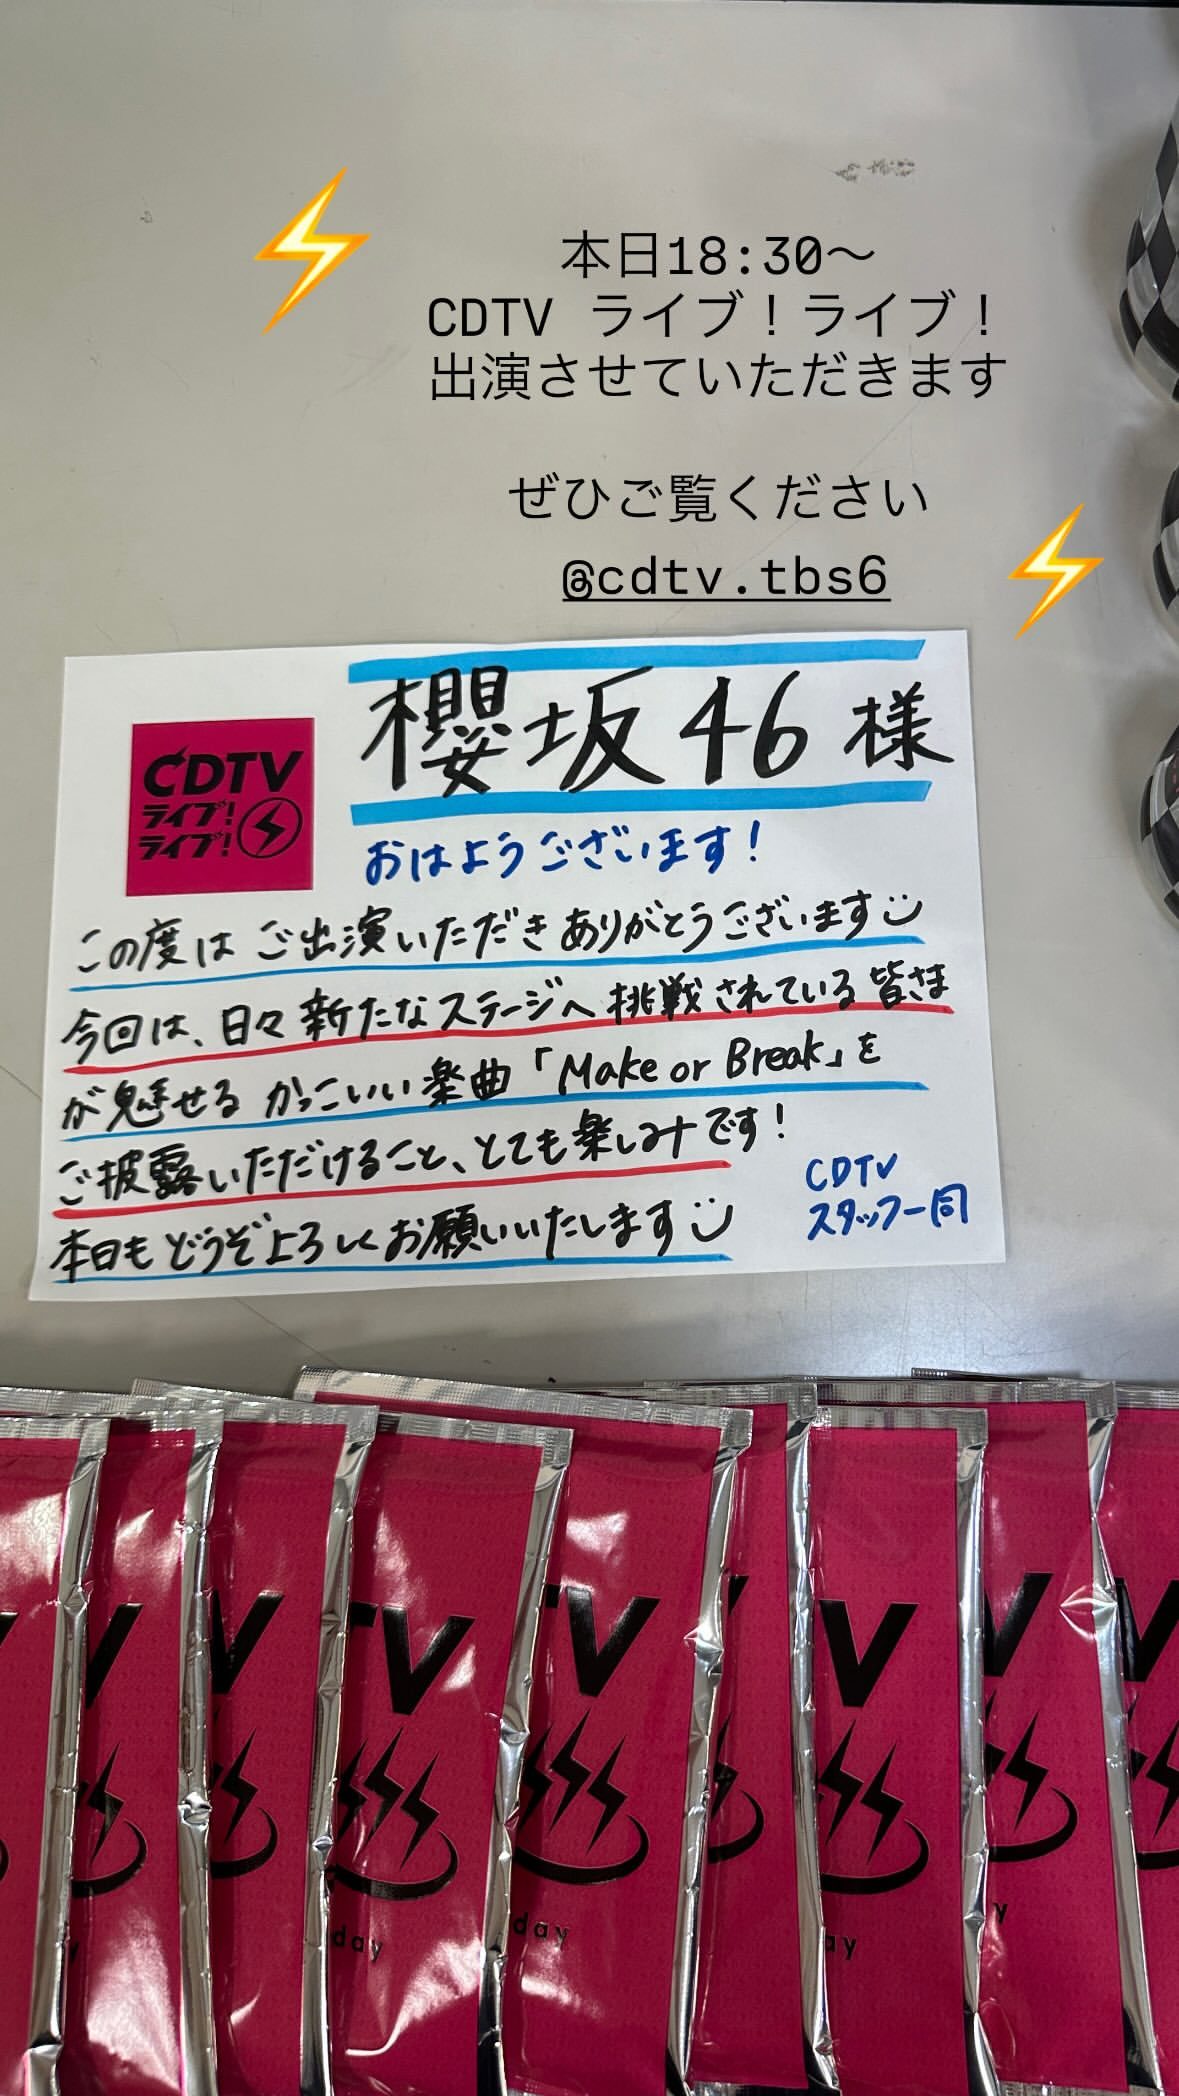 本日18:30〜
CDTV ライブ！ライブ！
出演させていただきます
ぜひご覧ください
@cdtv.tbs6
櫻坂46様
CDTV
ライブ!
ライブ!
おはようございます!
この度はご出演いただきありがとうございます
今回は、日々新たなステージへ挑戦されている皆さま
が魅せるかっこいい楽曲「Make or Break」を
ご披露いただけること、とても楽しみです!
本日もどうぞよろしくお願いいたします
CDTV
スタッフ一同
V
V
TV
TV
V
V
V
day
day
ay
y
y